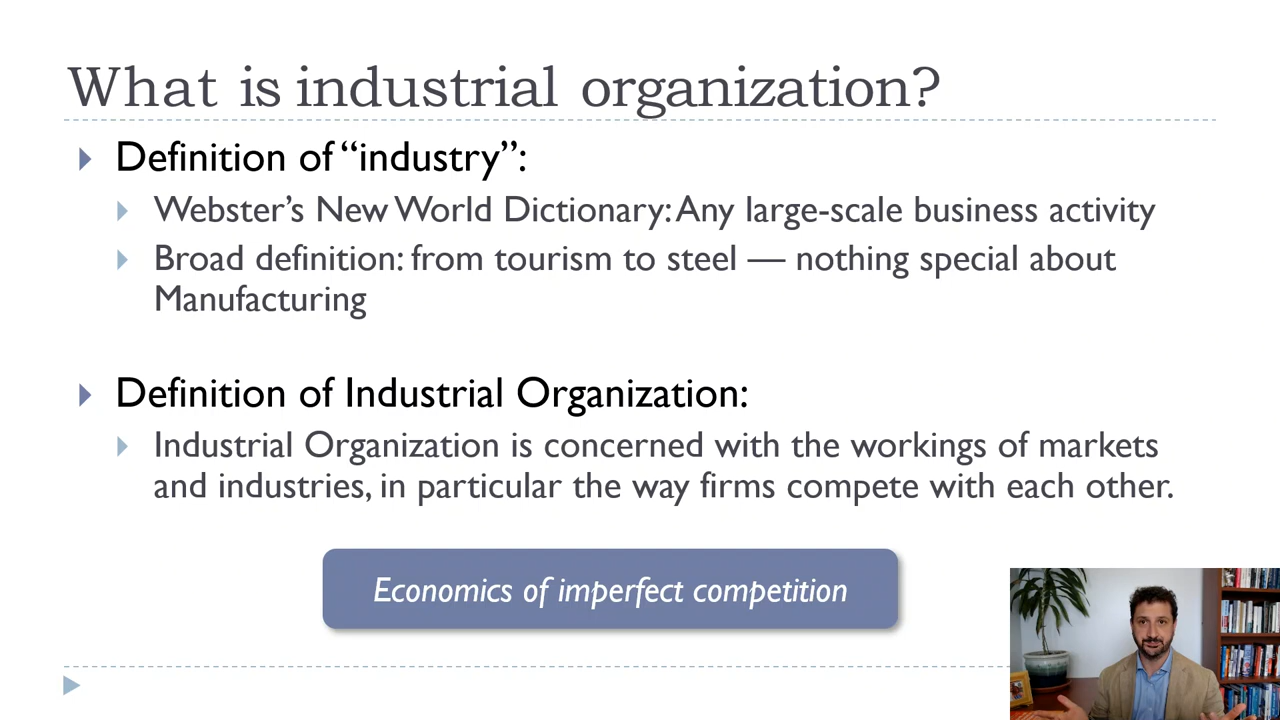 What is industrial organization?
Definition of “industry”:
Webster’s New World Dictionary: Any large-scale business activity
Broad definition: from tourism to steel — nothing special about
Manufacturing
Definition of Industrial Organization:
Industrial Organization is concerned with the workings of markets
and industries, in particular the way firms compete with each other.
Economics of imperfect competition